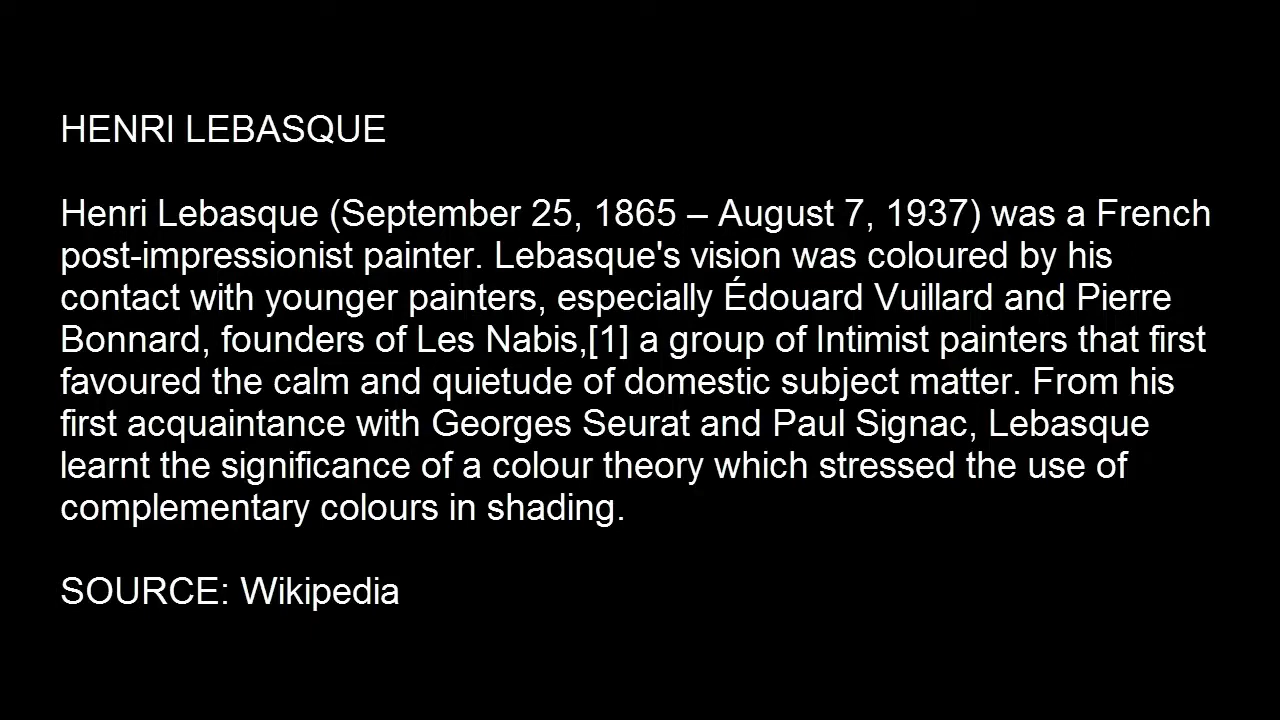 HENRI LEBASQUE
Henri Lebasque (September 25, 1865 – August 7, 1937) was a French
post-impressionist painter. Lebasque's vision was coloured by his
contact with younger painters, especially Édouard Vuillard and Pierre
Bonnard, founders of Les Nabis,[1] a group of Intimist painters that first
favoured the calm and quietude of domestic subject matter. From his
first acquaintance with Georges Seurat and Paul Signac, Lebasque
learnt the significance of a colour theory which stressed the use of
complementary colours in shading.
SOURCE: Wikipedia